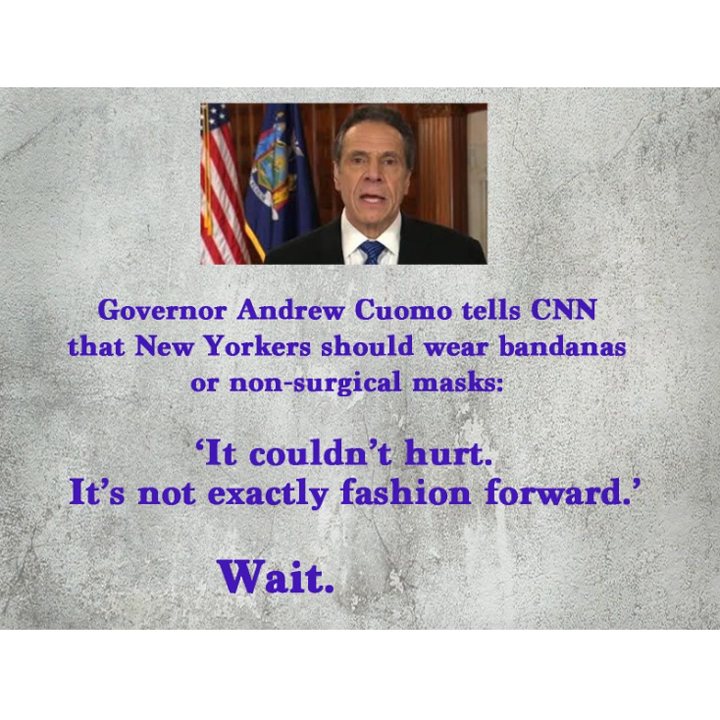 Governor Andrew Cuomo tells CNN
that New Yorkers should wear bandanas
or non-surgical masks:
‘It couldn’t hurt.
It’s not exactly fashion forward.’
Wait.